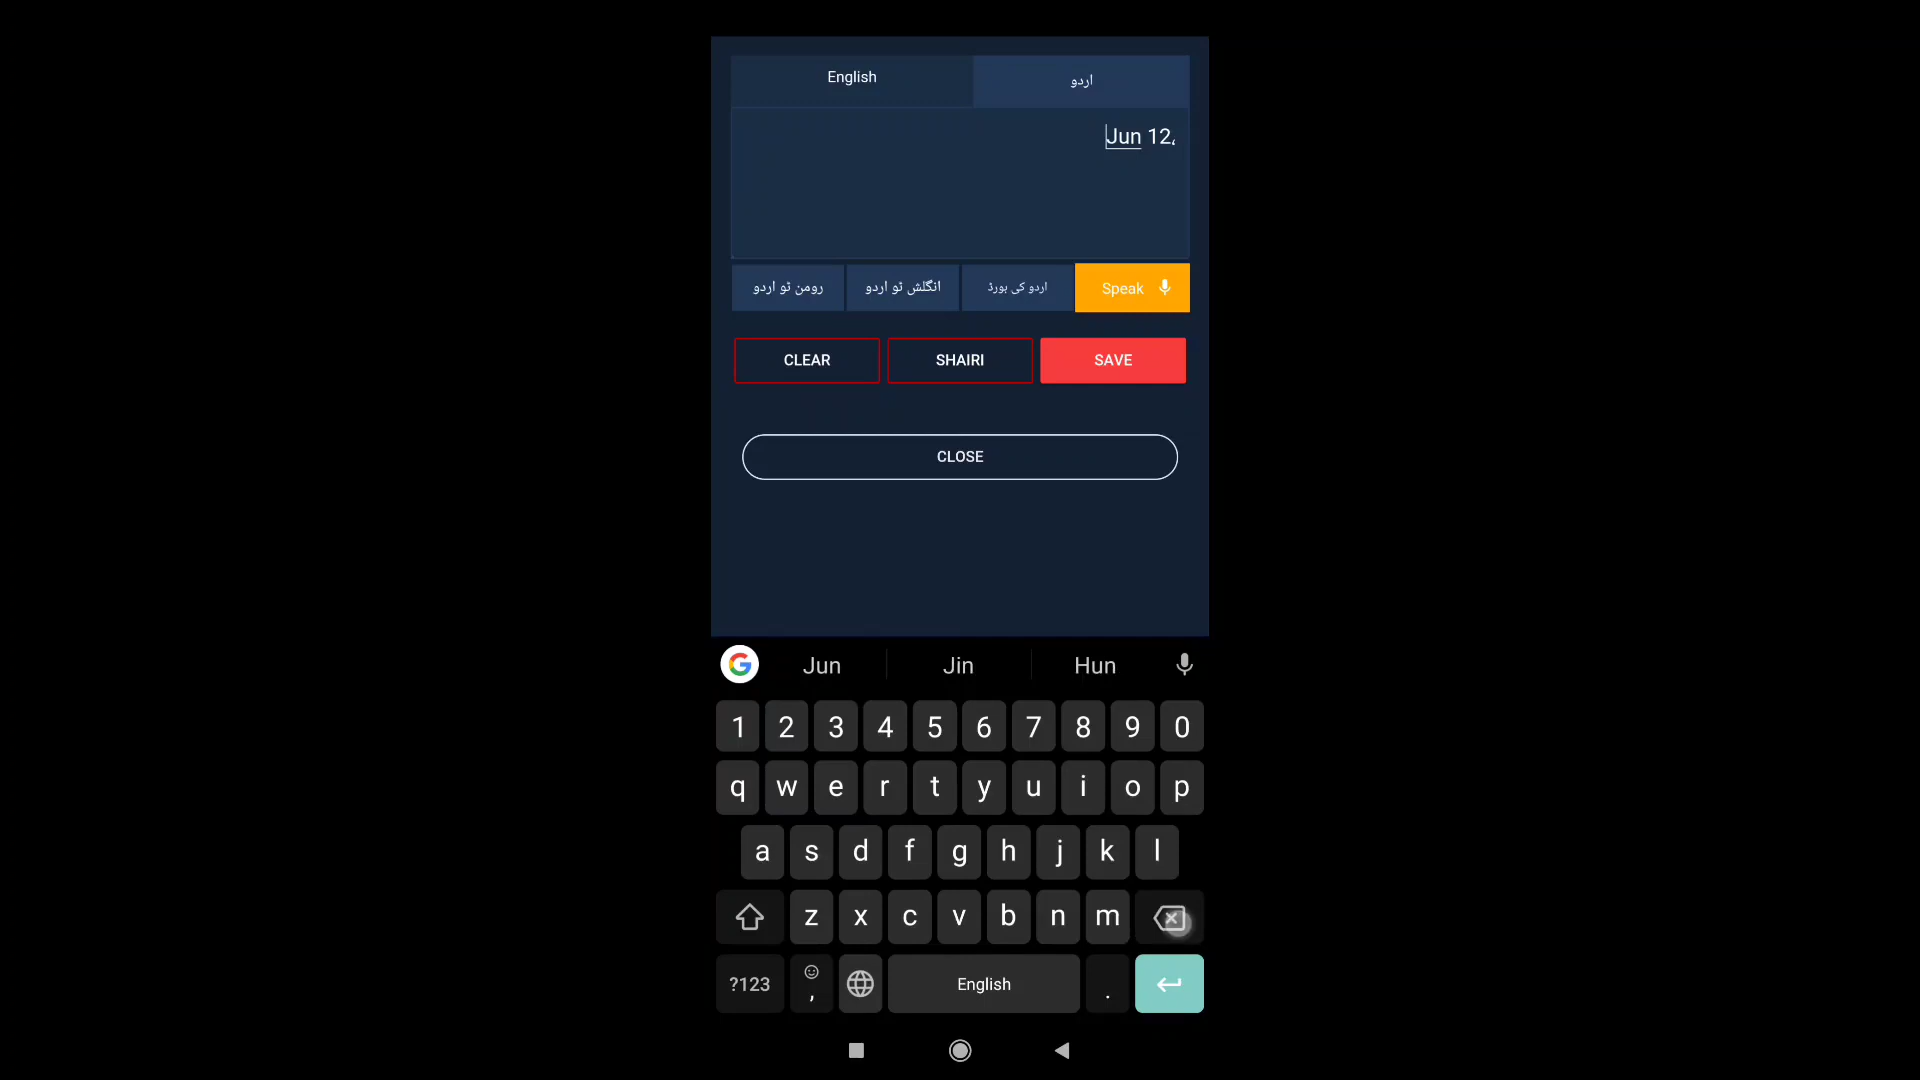 English
اردو
Jun 12،
رومن ٹو اردو
انگلش ٹو اردو
اردو کی بورڈ
Speak
CLEAR
SHAIRI
SAVE
CLOSE
Jun
Jin
Hun
1 2 3 4 5 6 7 8 9 0
q w e r t y u i o p
a s d f g h j k l
z x c v b n m
?123
,
English
.